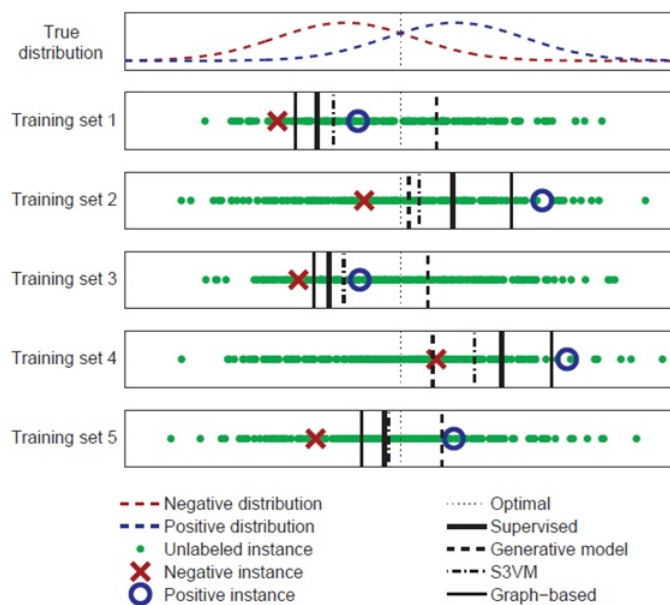 True
distribution
Training set 1
Training set 2
Training set 3
Training set 4
Training set 5
Negative distribution
Positive distribution
Unlabeled instance
Negative instance
Positive instance
Optimal
Supervised
Generative model
S3VM
Graph-based